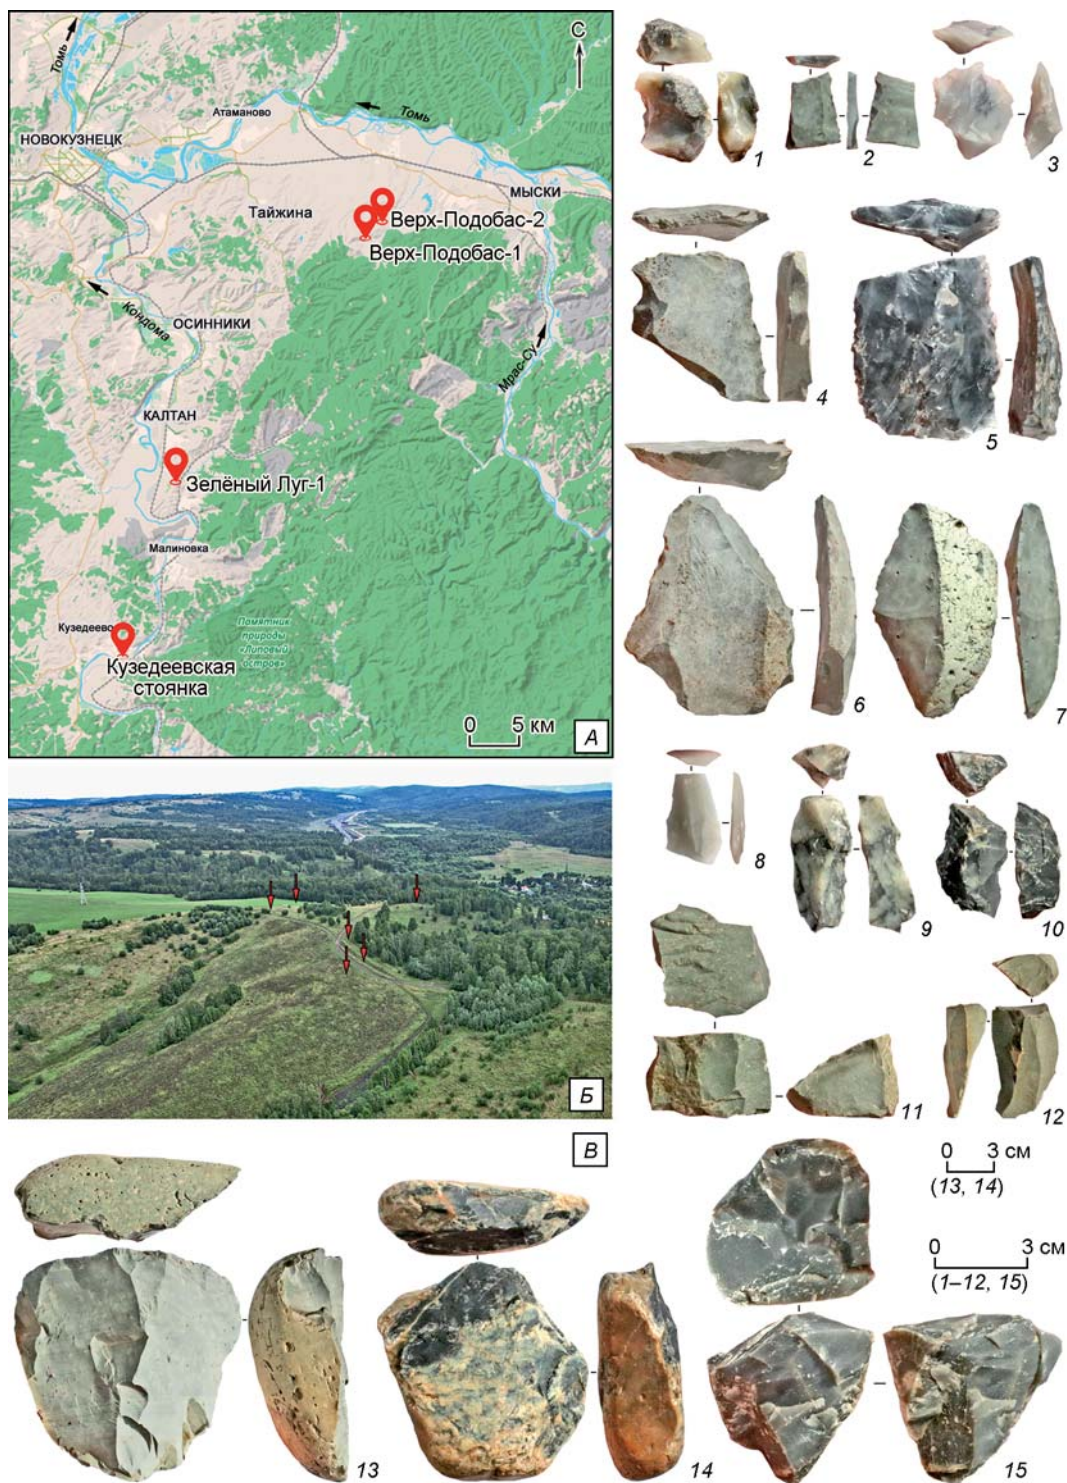 Томь
С
Атаманово
Томь
НОВОКУЗНЕЦК
МЫСКИ
Тайжина
Верх-Подобас-2
Верх-Подобас-1
Кондома
ОСИННИКИ
Мрас-Су
КАЛТАН
Зелёный Луг-1
Малиновка
Кузедеево
Памятник
природы
«Липовый
остров»
Кузедеевская
стоянка
0 5 км
А
Б
В
1
2
3
4
5
6
7
8
9
10
11
12
0 3 см
(13, 14)
0 3 см
(1–12, 15)
13
14
15